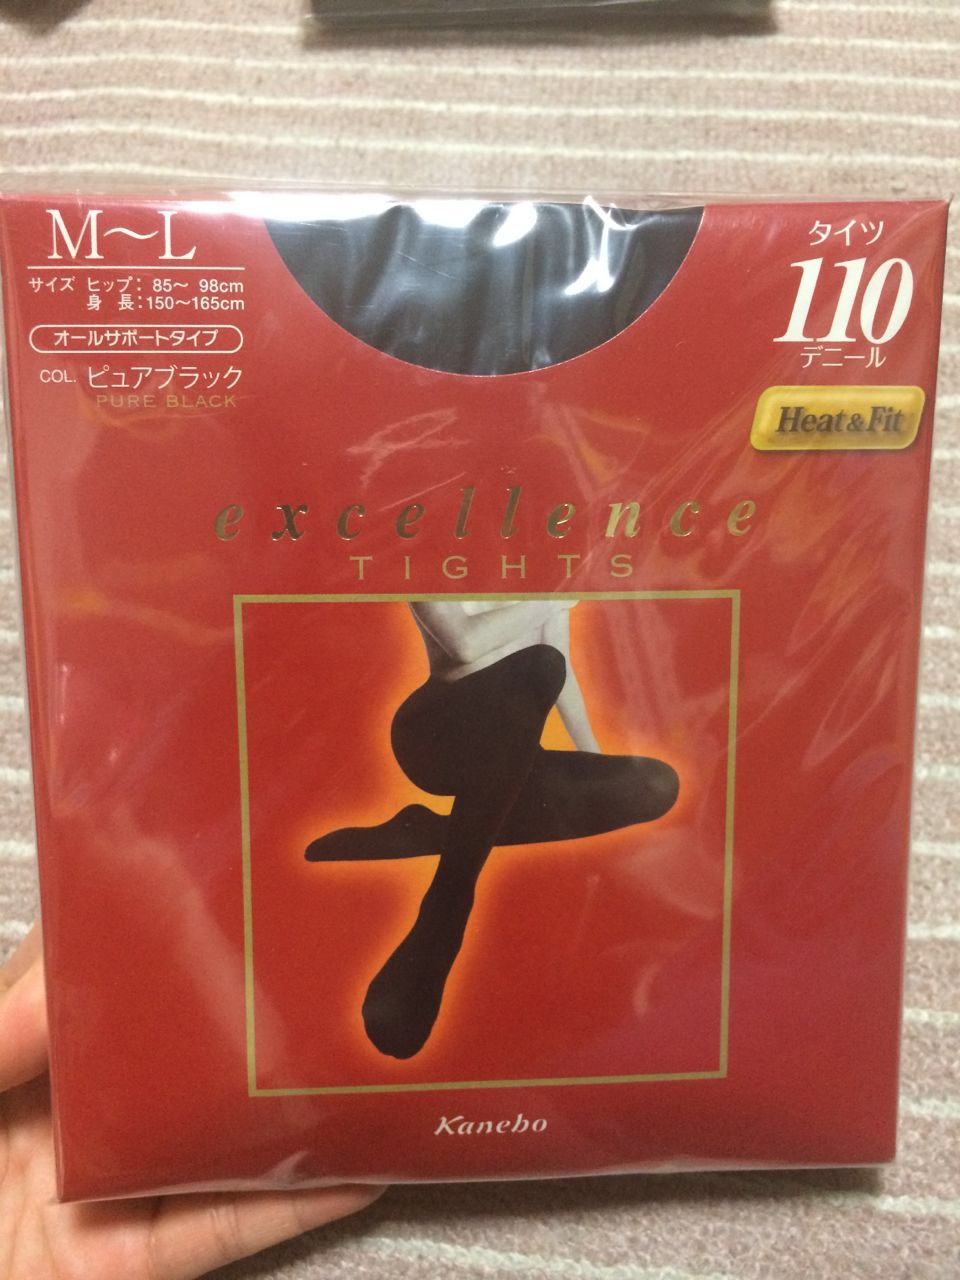 M〜L
サイズ ヒップ: 85〜 98cm
身 長:150〜165cm
オールサポートタイプ
COL. ピュアブラック
PURE BLACK
タイツ
110
デニール
Heat&Fit
excellence
TIGHTS
Kanebo